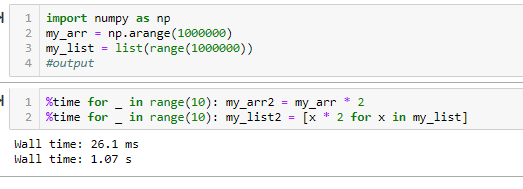 1 import numpy as np
2 my_arr = np.arange(1000000)
3 my_list = list(range(1000000))
4 #output
1 %time for _ in range(10): my_arr2 = my_arr * 2
2 %time for _ in range(10): my_list2 = [x * 2 for x in my_list]
Wall time: 26.1 ms
Wall time: 1.07 s